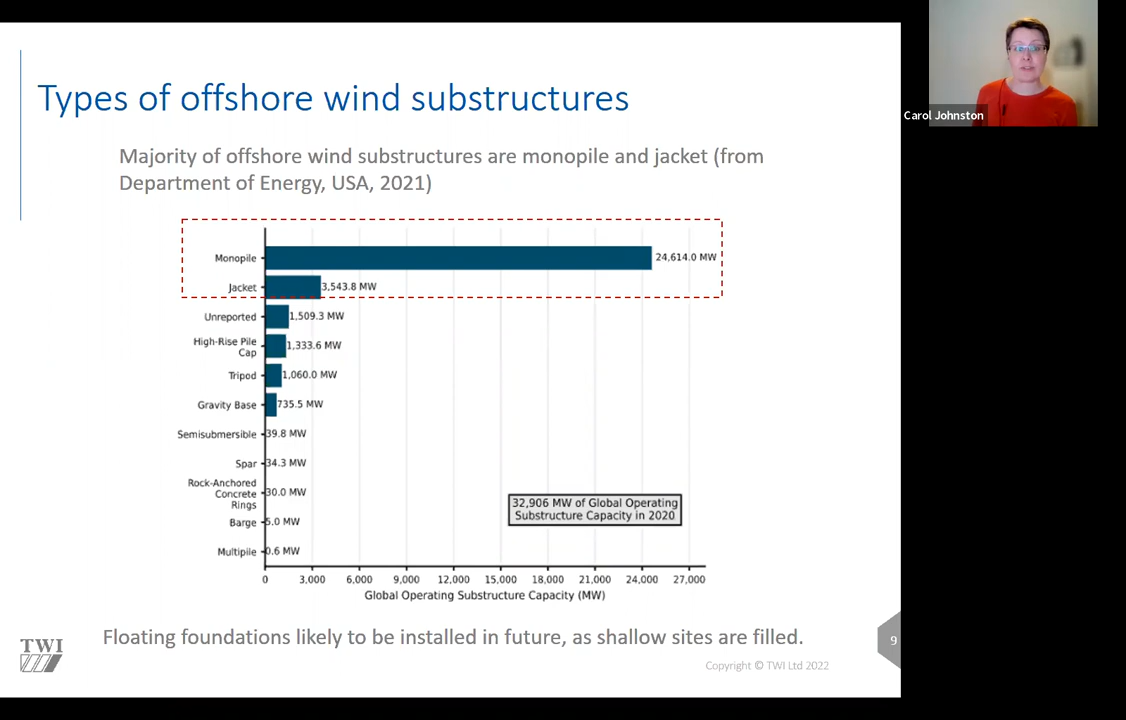 Types of offshore wind substructures
Carol Johnston
Majority of offshore wind substructures are monopile and jacket (from
Department of Energy, USA, 2021)
Monopile 24,614.0 MW
Jacket 3,543.8 MW
Unreported 1,509.3 MW
High-Rise Pile
Cap 1,333.6 MW
Tripod 1,060.0 MW
Gravity Base 735.5 MW
Semisubmersible 39.8 MW
Spar 34.3 MW
Rock-Anchored
Concrete 30.0 MW
Rings
Barge 5.0 MW
Multipile 0.6 MW
32,906 MW of Global Operating
Substructure Capacity in 2020
0 3,000 6,000 9,000 12,000 15,000 18,000 21,000 24,000 27,000
Global Operating Substructure Capacity (MW)
Floating foundations likely to be installed in future, as shallow sites are filled.
TWI
9
Copyright © TWI Ltd 2022